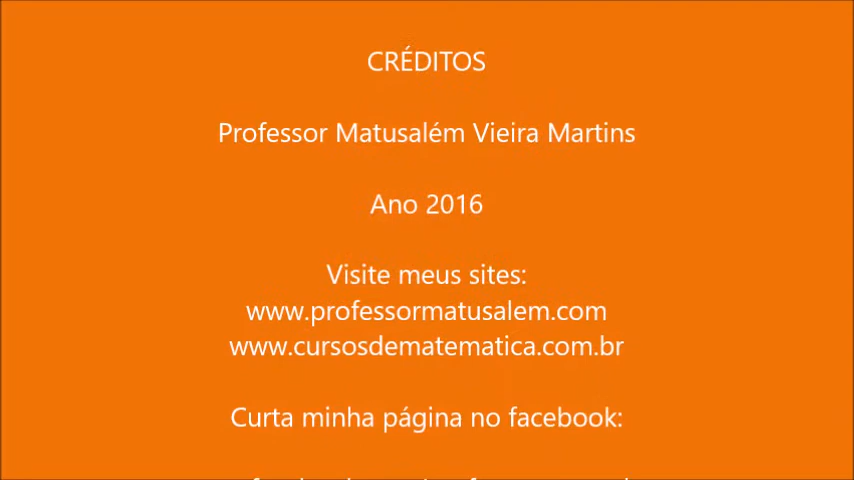 CRÉDITOS
Professor Matusalém Vieira Martins
Ano 2016
Visite meus sites:
www.professormatusalem.com
www.cursosdematematica.com.br
Curta minha página no facebook: